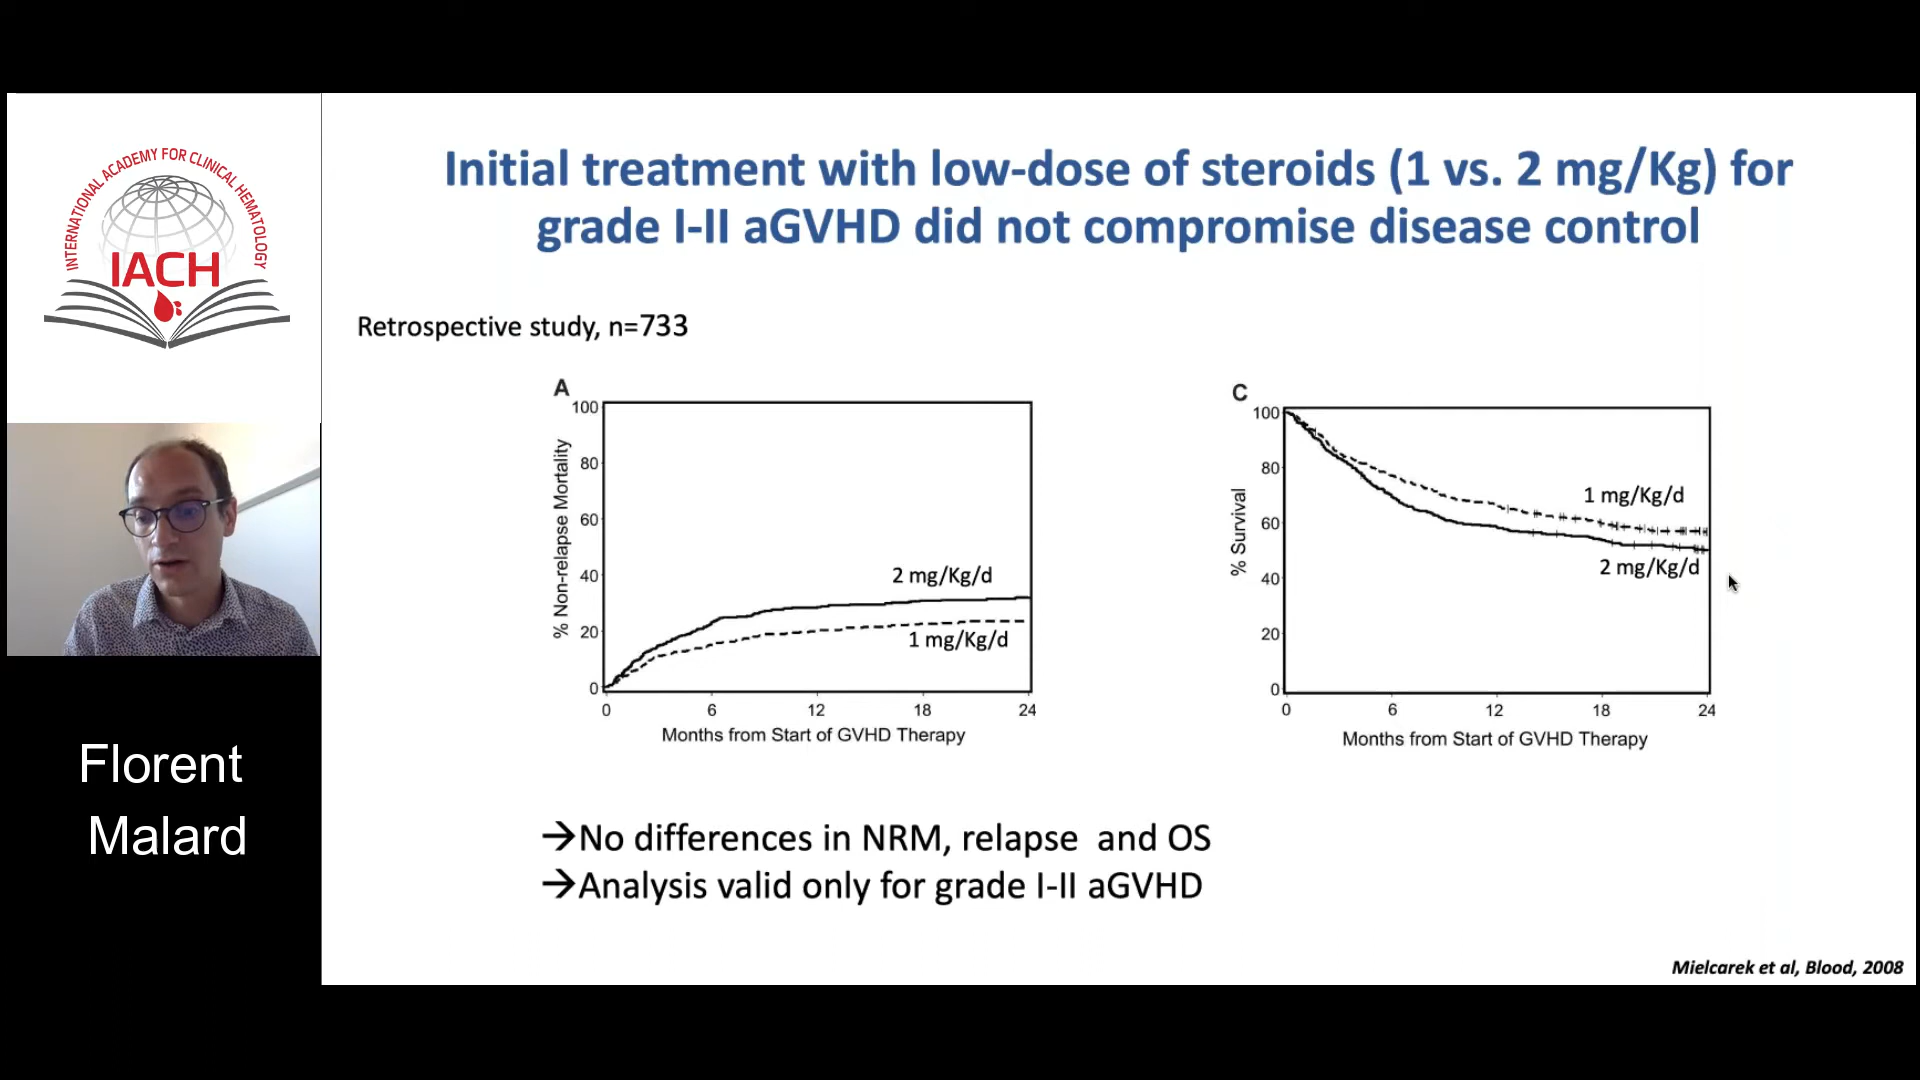 INTERNATIONAL ACADEMY FOR CLINICAL HEMATOLOGY
IACH
Florent
Malard
Initial treatment with low-dose of steroids (1 vs. 2 mg/Kg) for
grade I-II aGVHD did not compromise disease control
Retrospective study, n=733
A
% Non-relapse Mortality
100
80
60
40
20
0
2 mg/Kg/d
1 mg/Kg/d
0 6 12 18 24
Months from Start of GVHD Therapy
C
% Survival
100
80
60
40
20
0
1 mg/Kg/d
2 mg/Kg/d
0 6 12 18 24
Months from Start of GVHD Therapy
→No differences in NRM, relapse and OS
→Analysis valid only for grade I-II aGVHD
Mielcarek et al, Blood, 2008